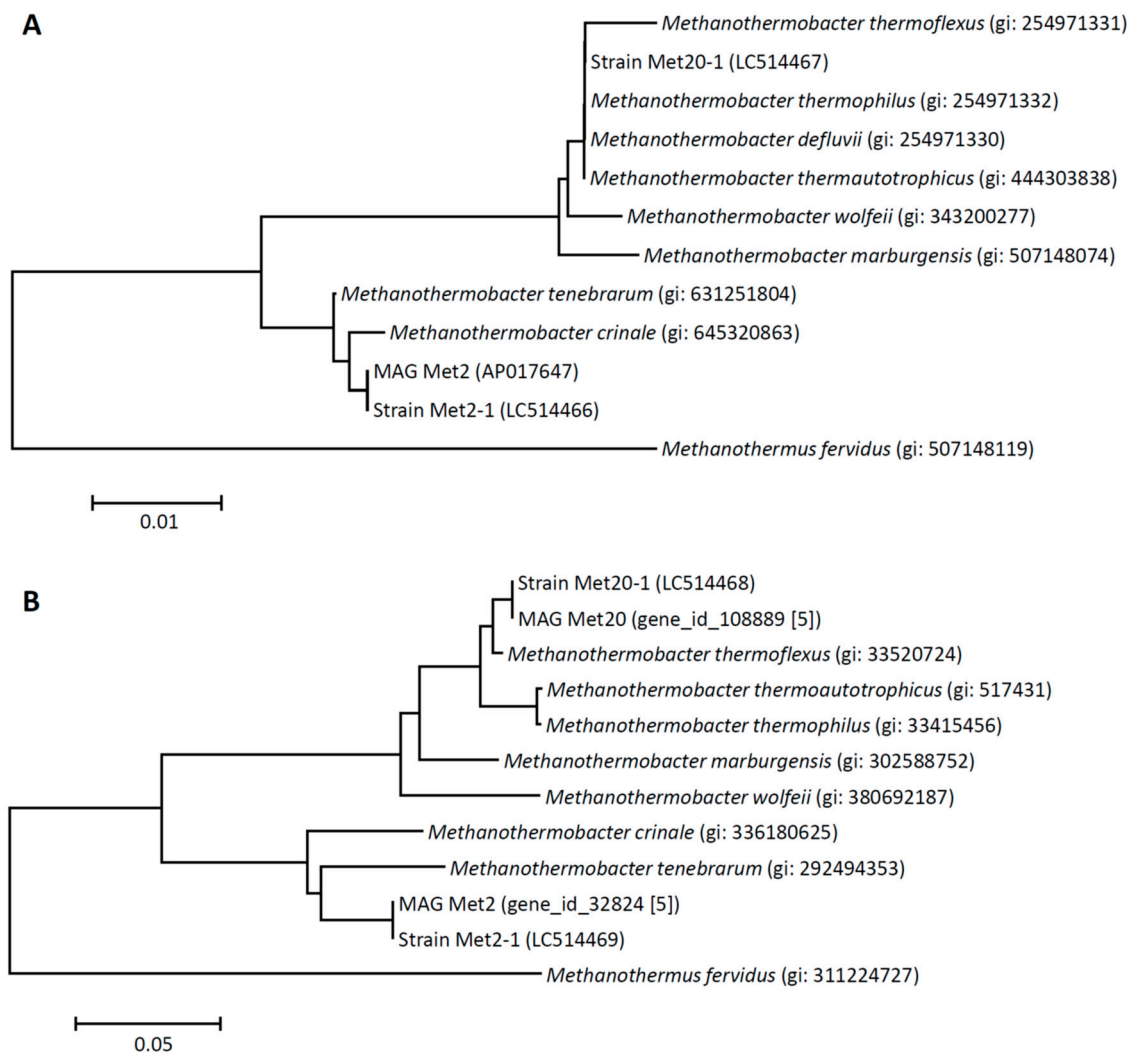 A
Methanothermobacter thermoflexus (gi: 254971331)
Strain Met20-1 (LC514467)
Methanothermobacter thermophilus (gi: 254971332)
Methanothermobacter defluvii (gi: 254971330)
Methanothermobacter thermautotrophicus (gi: 444303838)
Methanothermobacter wolfeii (gi: 343200277)
Methanothermobacter marburgensis (gi: 507148074)
Methanothermobacter tenebrarum (gi: 631251804)
Methanothermobacter crinale (gi: 645320863)
MAG Met2 (AP017647)
Strain Met2-1 (LC514466)
Methanothermus fervidus (gi: 507148119)
0.01
B
Strain Met20-1 (LC514468)
MAG Met20 (gene_id_108889 [5])
Methanothermobacter thermoflexus (gi: 33520724)
Methanothermobacter thermoautotrophicus (gi: 517431)
Methanothermobacter thermophilus (gi: 33415456)
Methanothermobacter marburgensis (gi: 302588752)
Methanothermobacter wolfeii (gi: 380692187)
Methanothermobacter crinale (gi: 336180625)
Methanothermobacter tenebrarum (gi: 292494353)
MAG Met2 (gene_id_32824 [5])
Strain Met2-1 (LC514469)
Methanothermus fervidus (gi: 311224727)
0.05